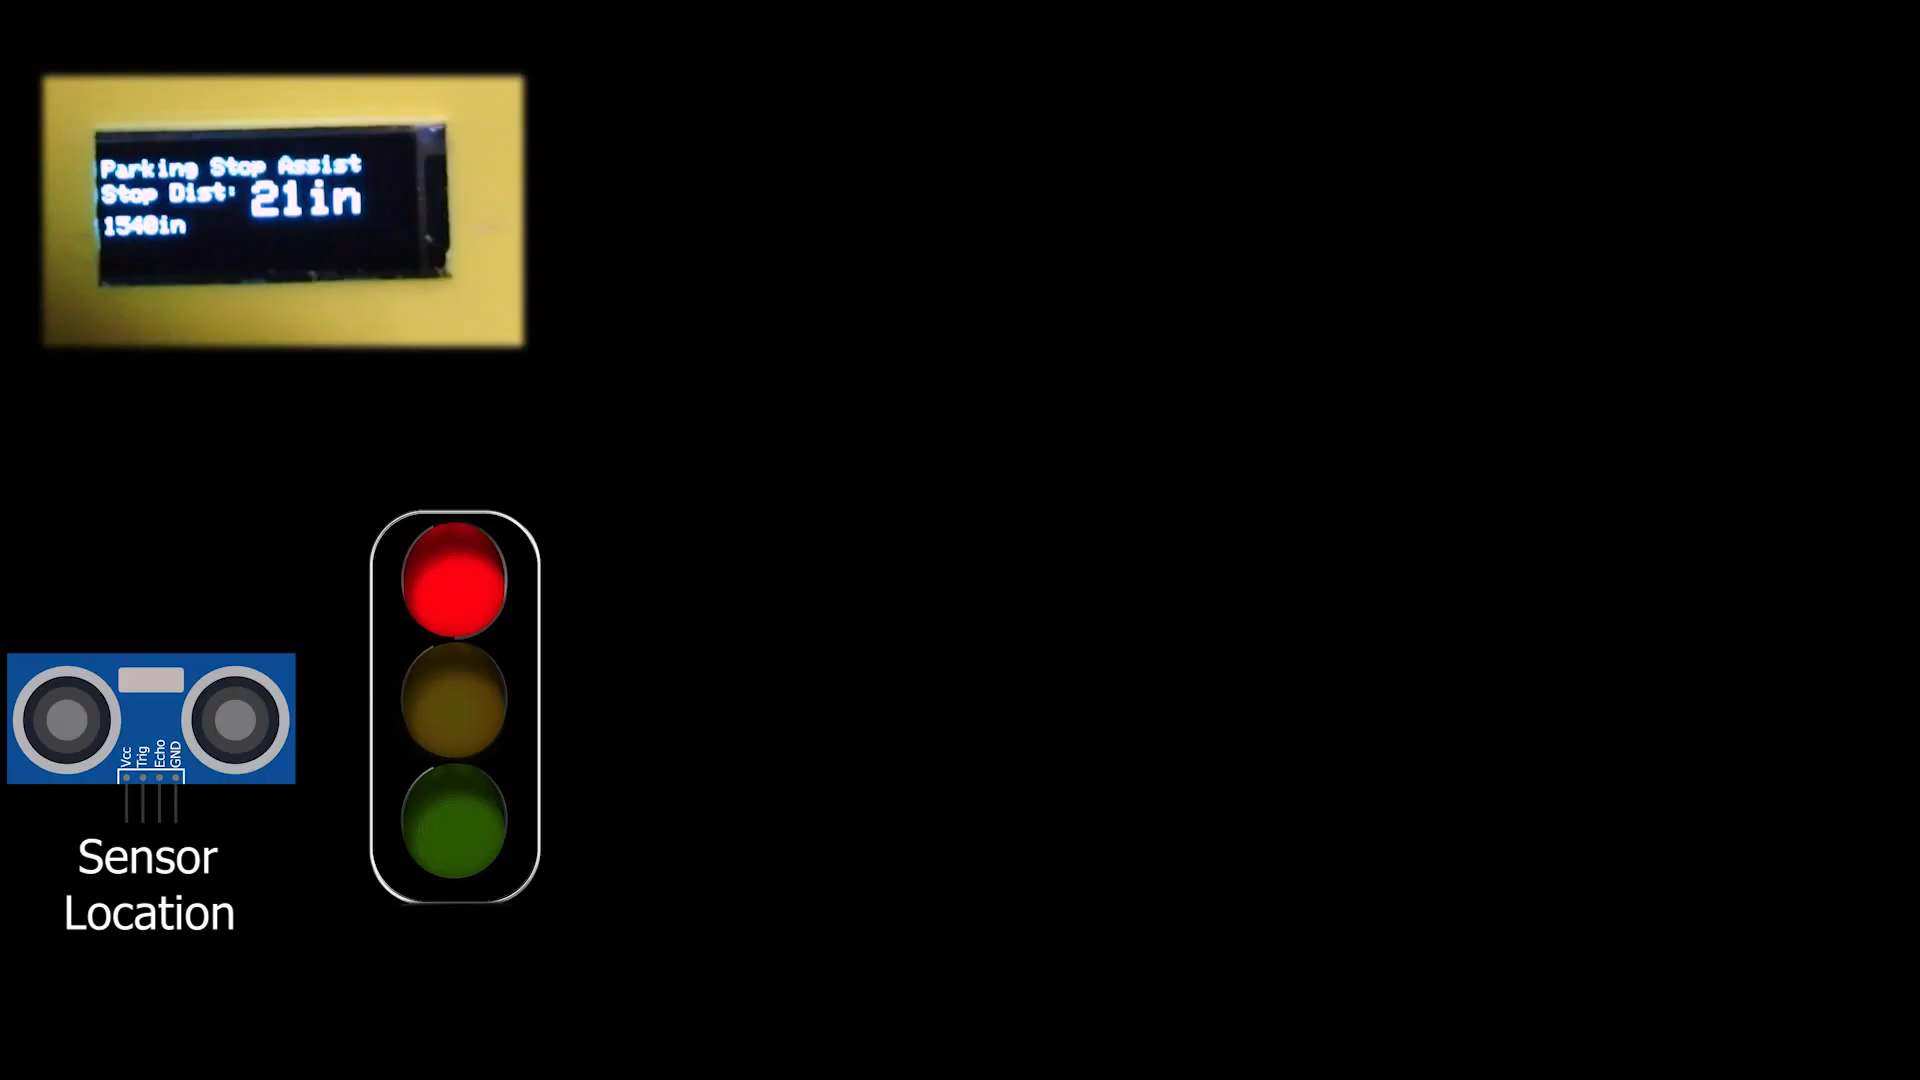 Parking Stop Assist
Stop Dist: 21in
1540in
Vcc
Trig
Echo
GND
Sensor
Location